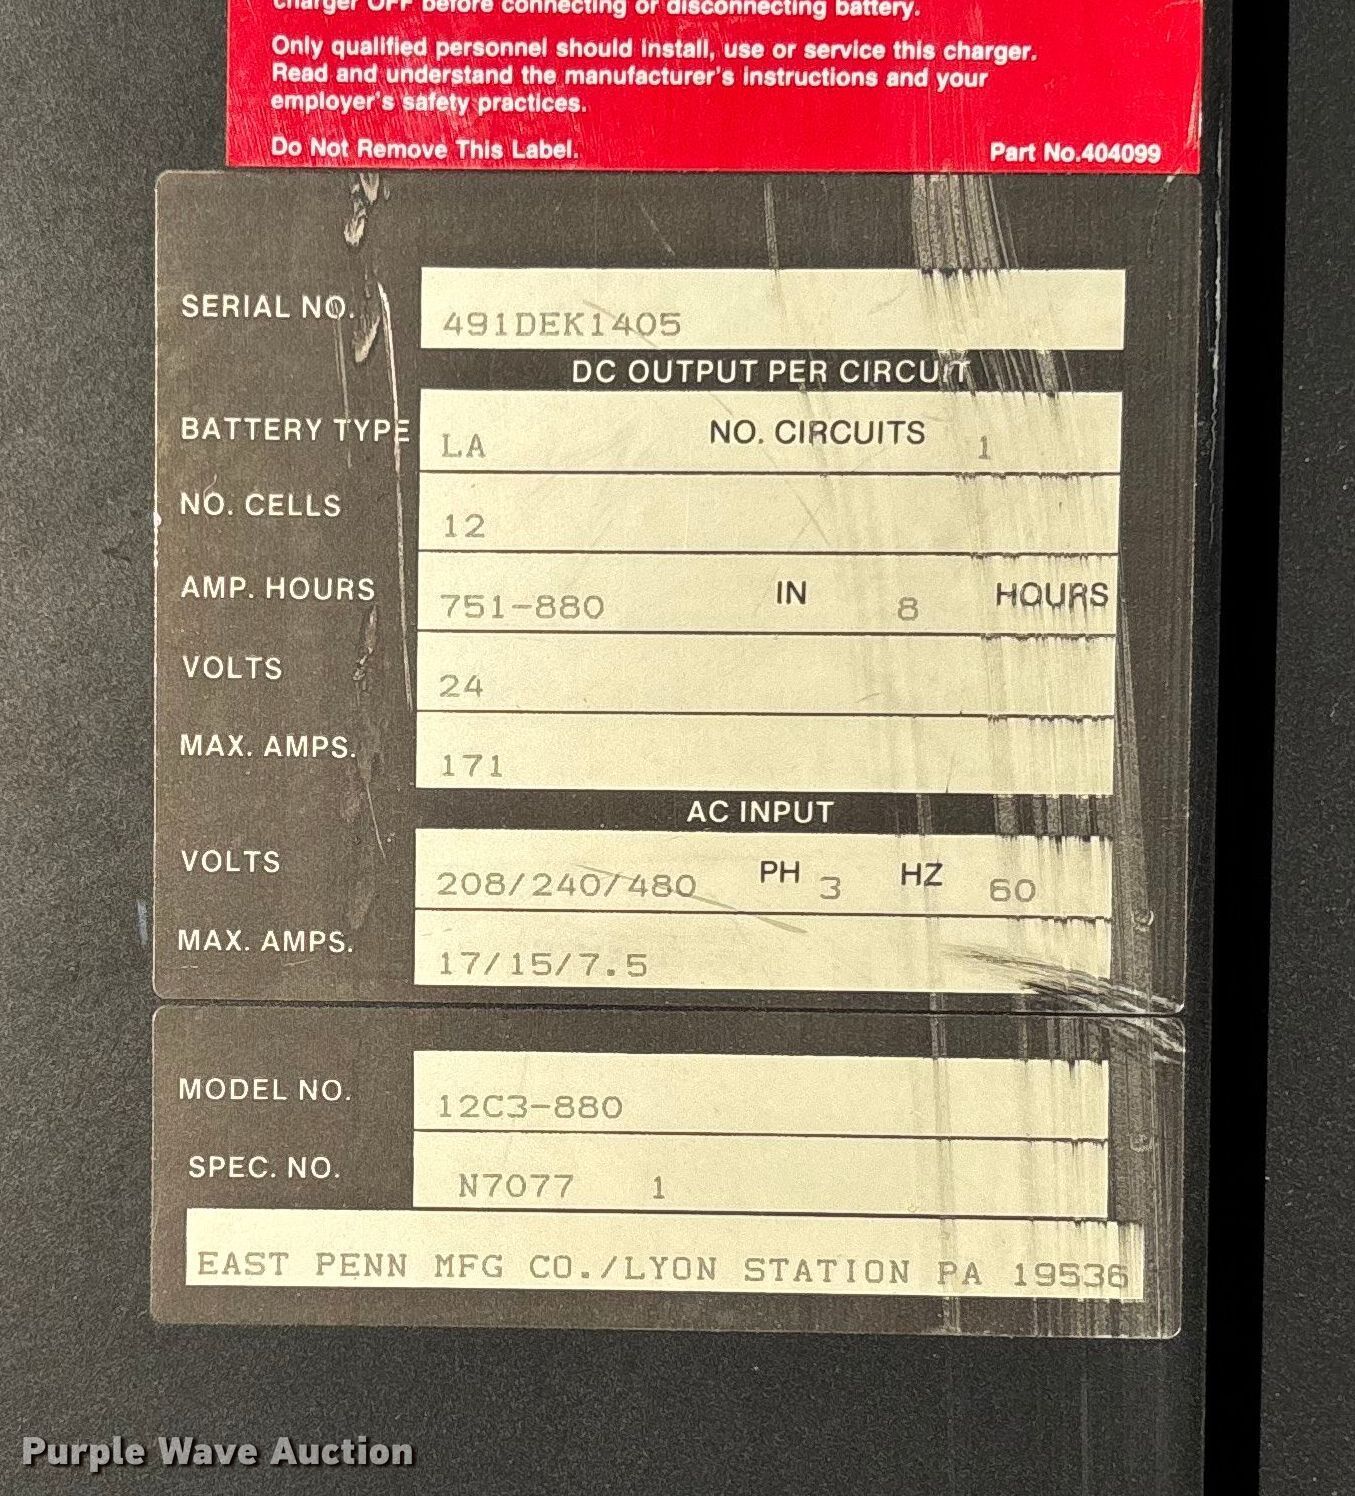 charger OFF before connecting or disconnecting battery.
Only qualified personnel should install, use or service this charger.
Read and understand the manufacturer's instructions and your
employer's safety practices.
Do Not Remove This Label.
Part No.404099
SERIAL NO. 491DEK1405
DC OUTPUT PER CIRCUIT
BATTERY TYPE LA NO. CIRCUITS 1
NO. CELLS 12
AMP. HOURS 751-880 IN 8 HOURS
VOLTS 24
MAX. AMPS. 171
AC INPUT
VOLTS 208/240/480 PH 3 HZ 60
MAX. AMPS. 17/15/7.5
MODEL NO. 12C3-880
SPEC. NO. N7077 1
EAST PENN MFG CO./LYON STATION PA 19536
Purple Wave Auction